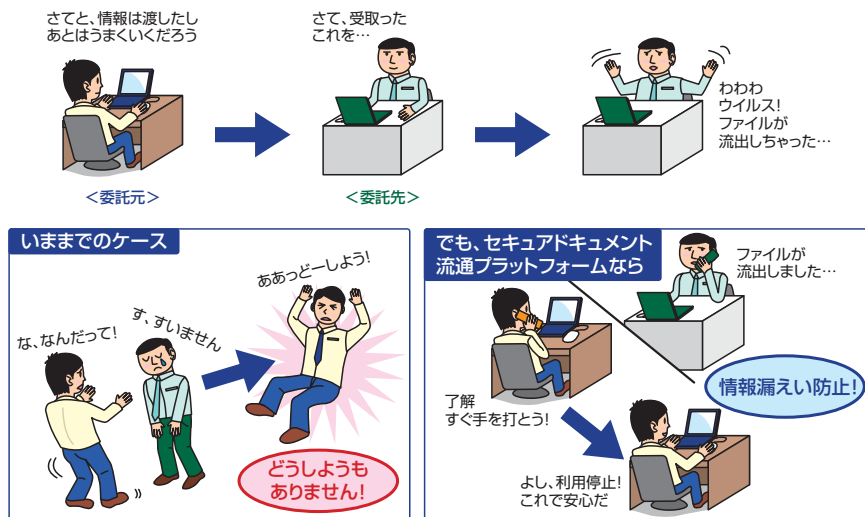 さてと、情報は渡したし
あとはうまくいくだろう
さて、受取った
これを…
わわわ
ウイルス!
ファイルが
流出しちゃった…
＜委託元＞
＜委託先＞
いままでのケース
な、なんだって!
す、すいません
ああっどーしよう!
どうしようも
ありません!
でも、セキュアドキュメント
流通プラットフォームなら
ファイルが
流出しました…
了解
すぐ手を打とう!
情報漏えい防止!
よし、利用停止!
これで安心だ